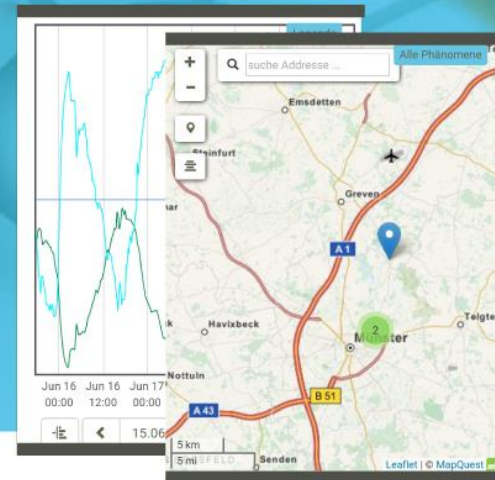 Alle Phänomene
suche Addresse ...
Emsdetten
Steinfurt
Greven
A 1
Havixbeck
2
Münster
Telgte
Nottuln
B 51
A 43
5 km
5 mi
Senden
Leaflet | © MapQuest
Jun 16 Jun 16 Jun 17
00:00 12:00 00:00
15.06